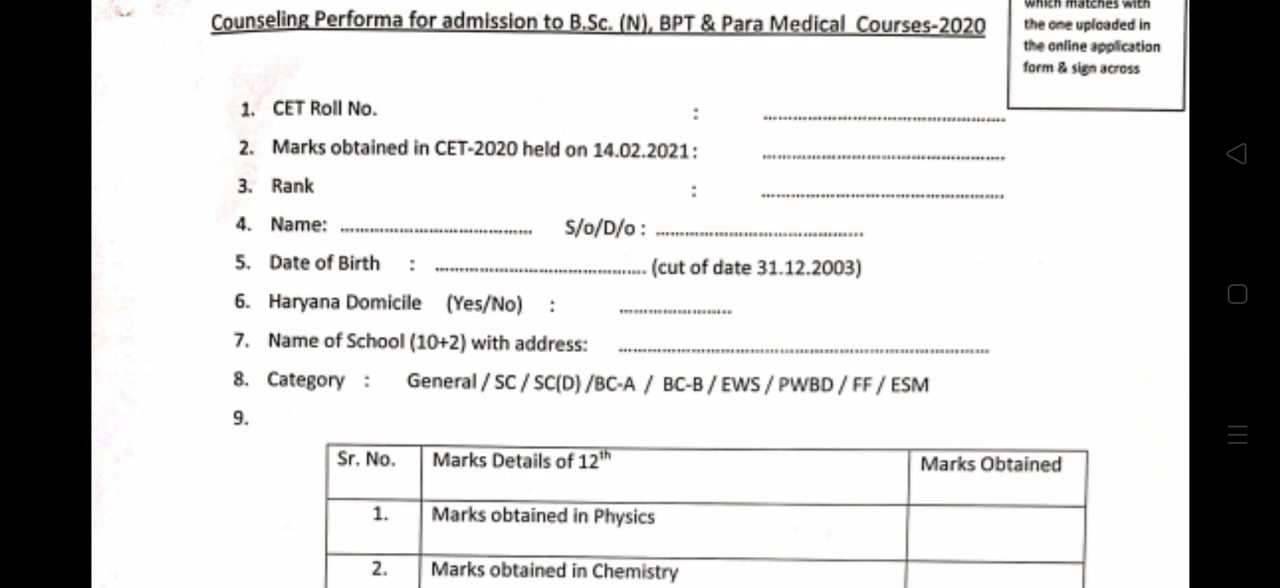 which matches with
Counseling Performa for admission to B.Sc. (N), BPT & Para Medical Courses-2020
the one uploaded in
the online application
form & sign across
1. CET Roll No. : ................................................
2. Marks obtained in CET-2020 held on 14.02.2021: ................................................
3. Rank : ................................................
4. Name: ...................................... S/o/D/o : .........................................
5. Date of Birth : .......................................... (cut of date 31.12.2003)
6. Haryana Domicile (Yes/No) : ......................
7. Name of School (10+2) with address: ..........................................................................
8. Category : General / SC / SC(D) /BC-A / BC-B / EWS / PWBD / FF / ESM
9.
Sr. No. Marks Details of 12th Marks Obtained
1. Marks obtained in Physics
2. Marks obtained in Chemistry